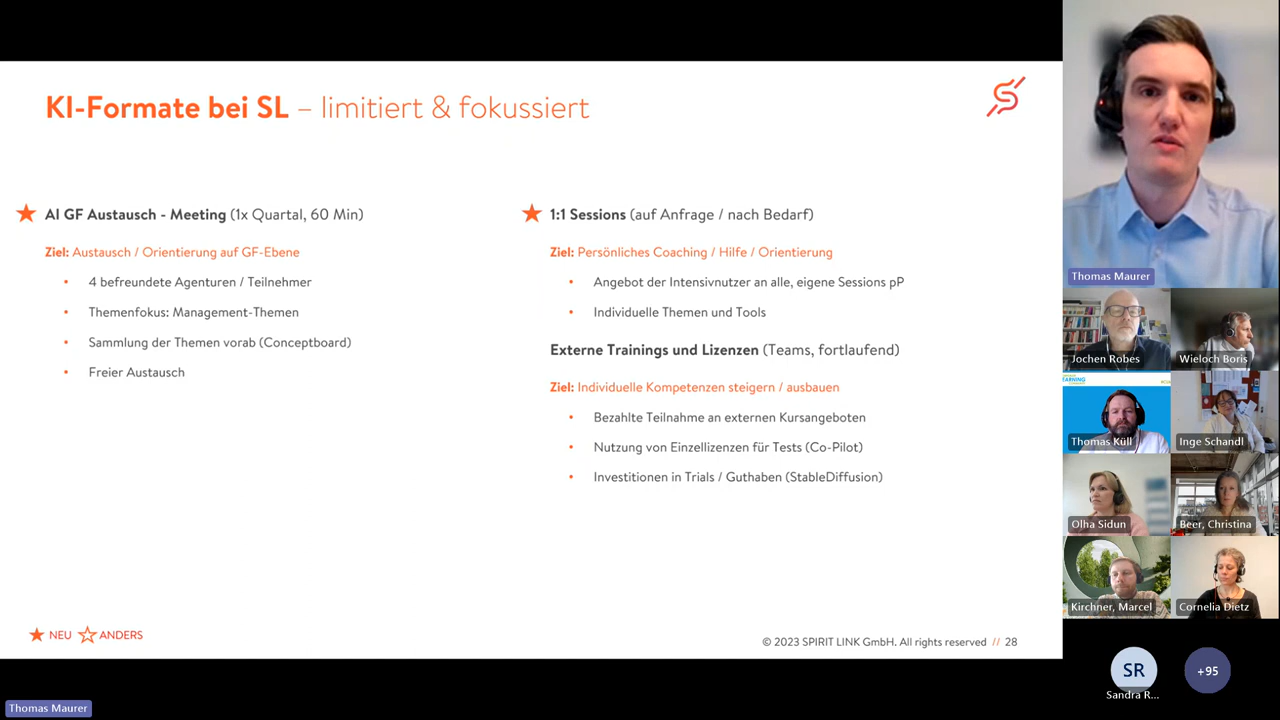 KI-Formate bei SL – limitiert & fokussiert
AI GF Austausch - Meeting (1x Quartal, 60 Min)
Ziel: Austausch / Orientierung auf GF-Ebene
• 4 befreundete Agenturen / Teilnehmer
• Themenfokus: Management-Themen
• Sammlung der Themen vorab (Conceptboard)
• Freier Austausch
1:1 Sessions (auf Anfrage / nach Bedarf)
Ziel: Persönliches Coaching / Hilfe / Orientierung
• Angebot der Intensivnutzer an alle, eigene Sessions pP
• Individuelle Themen und Tools
Externe Trainings und Lizenzen (Teams, fortlaufend)
Ziel: Individuelle Kompetenzen steigern / ausbauen
• Bezahlte Teilnahme an externen Kursangeboten
• Nutzung von Einzellizenzen für Tests (Co-Pilot)
• Investitionen in Trials / Guthaben (StableDiffusion)
★ NEU ☆ ANDERS
© 2023 SPIRIT LINK GmbH. All rights reserved // 28
Thomas Maurer
Thomas Maurer
Jochen Robes
Wieloch Boris
Thomas Küll
Inge Schandl
Olha Sidun
Beer, Christina
Kirchner, Marcel
Cornelia Dietz
SR
Sandra R...
+95